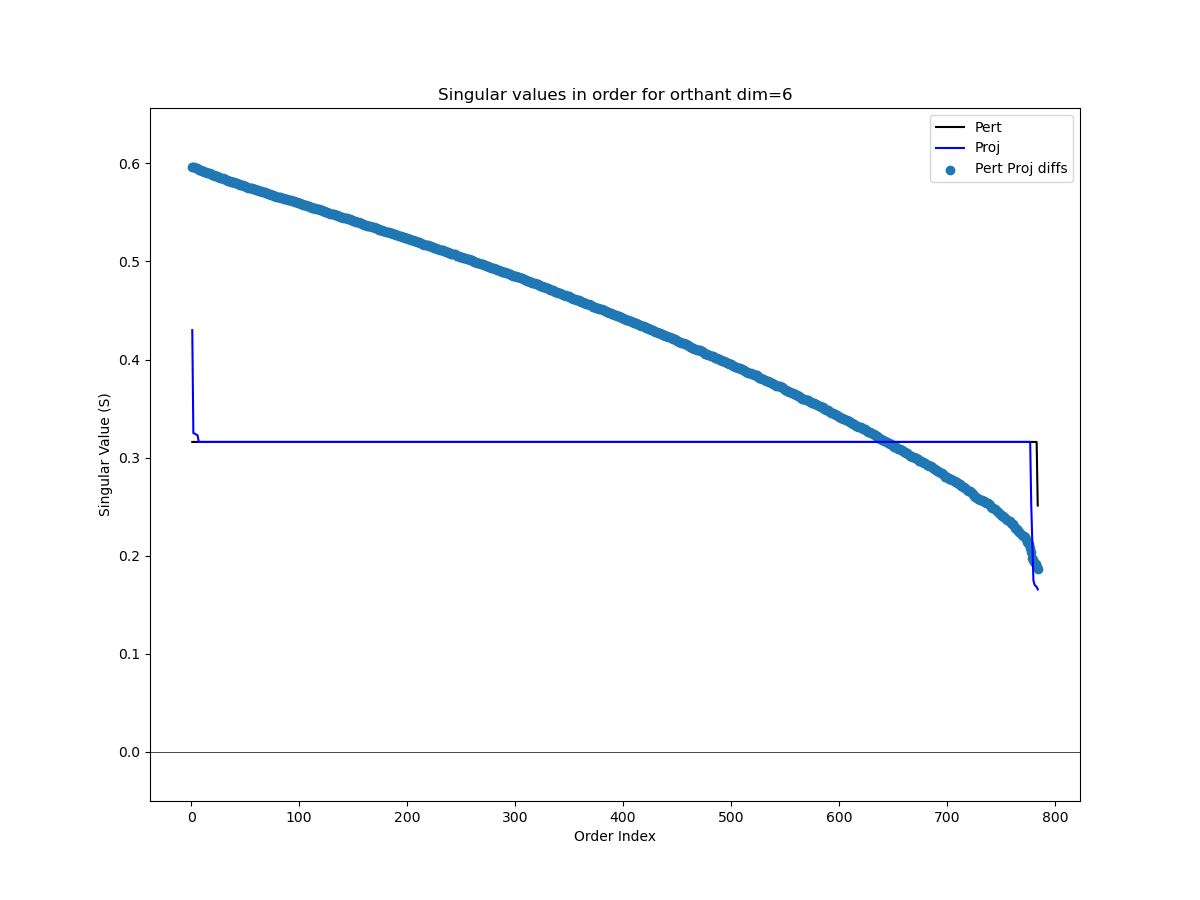 Singular values in order for orthant dim=6
Pert
Proj
Pert Proj diffs
0.6
0.5
0.4
0.3
0.2
0.1
0.0
Singular Value (S)
0 100 200 300 400 500 600 700 800
Order Index